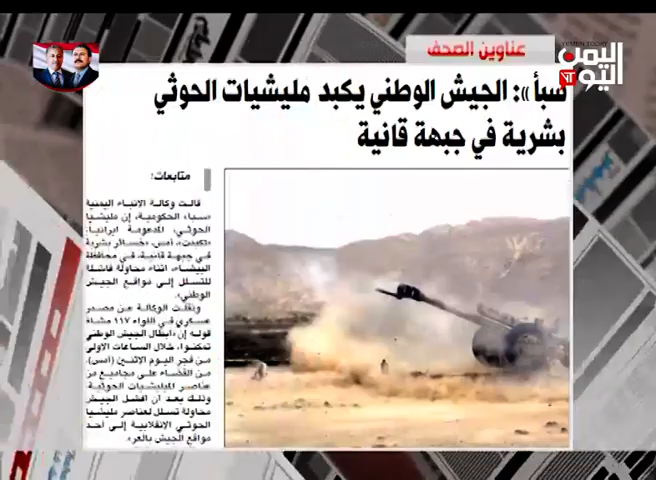 عناوين الصحف
YEMEN TODAY
اليمن
اليوم
سبأ»: الجيش الوطني يكبد مليشيات الحوثي
بشرية في جبهة قانية
متابعات:
قالت وكالة الأنباء اليمنية
«سبأ» الحكومية، إن مليشيا
الحوثي، المدعومة ايرانيا،
«تكبدت، أمس، خسائر بشرية
في جبهة قانية، في محافظة
البيضاء، اثناء محاولة فاشلة
للتسلل إلى مواقع الجيش
الوطني».
ونقلت الوكالة عن مصدر
عسكري في اللواء ١١٧ مشاة
قوله إن «أبطال الجيش الوطني
تمكنوا، خلال الساعات الأولى
من فجر اليوم الإثنين (أمس)،
من القضاء على مجاميع من
عناصر المليشيات الحوثية،
وذلك بعد أن افشل الجيش
محاولة تسلل لعناصر مليشيا
الحوثي الانقلابية إلى أحد
مواقع الجيش بالعر».